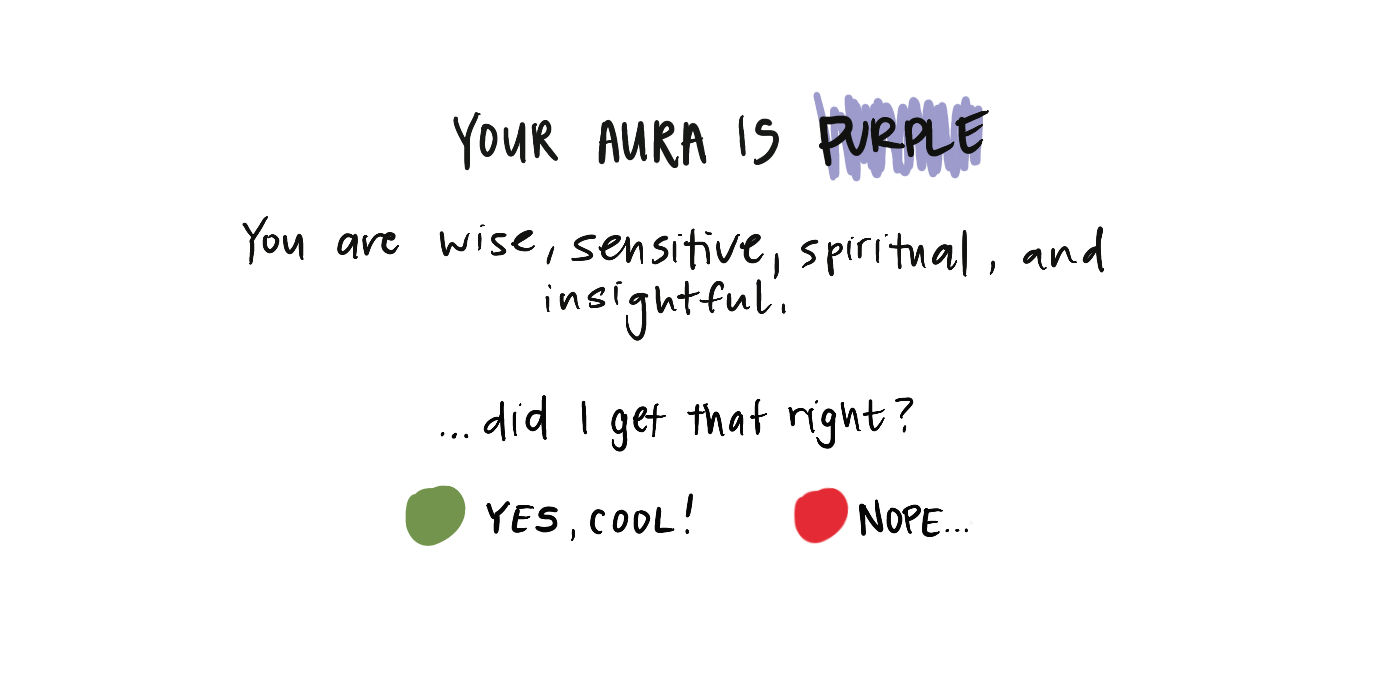 YOUR AURA IS PURPLE
You are wise, sensitive, spiritual, and
insightful.
...did I get that right?
YES, COOL! NOPE...